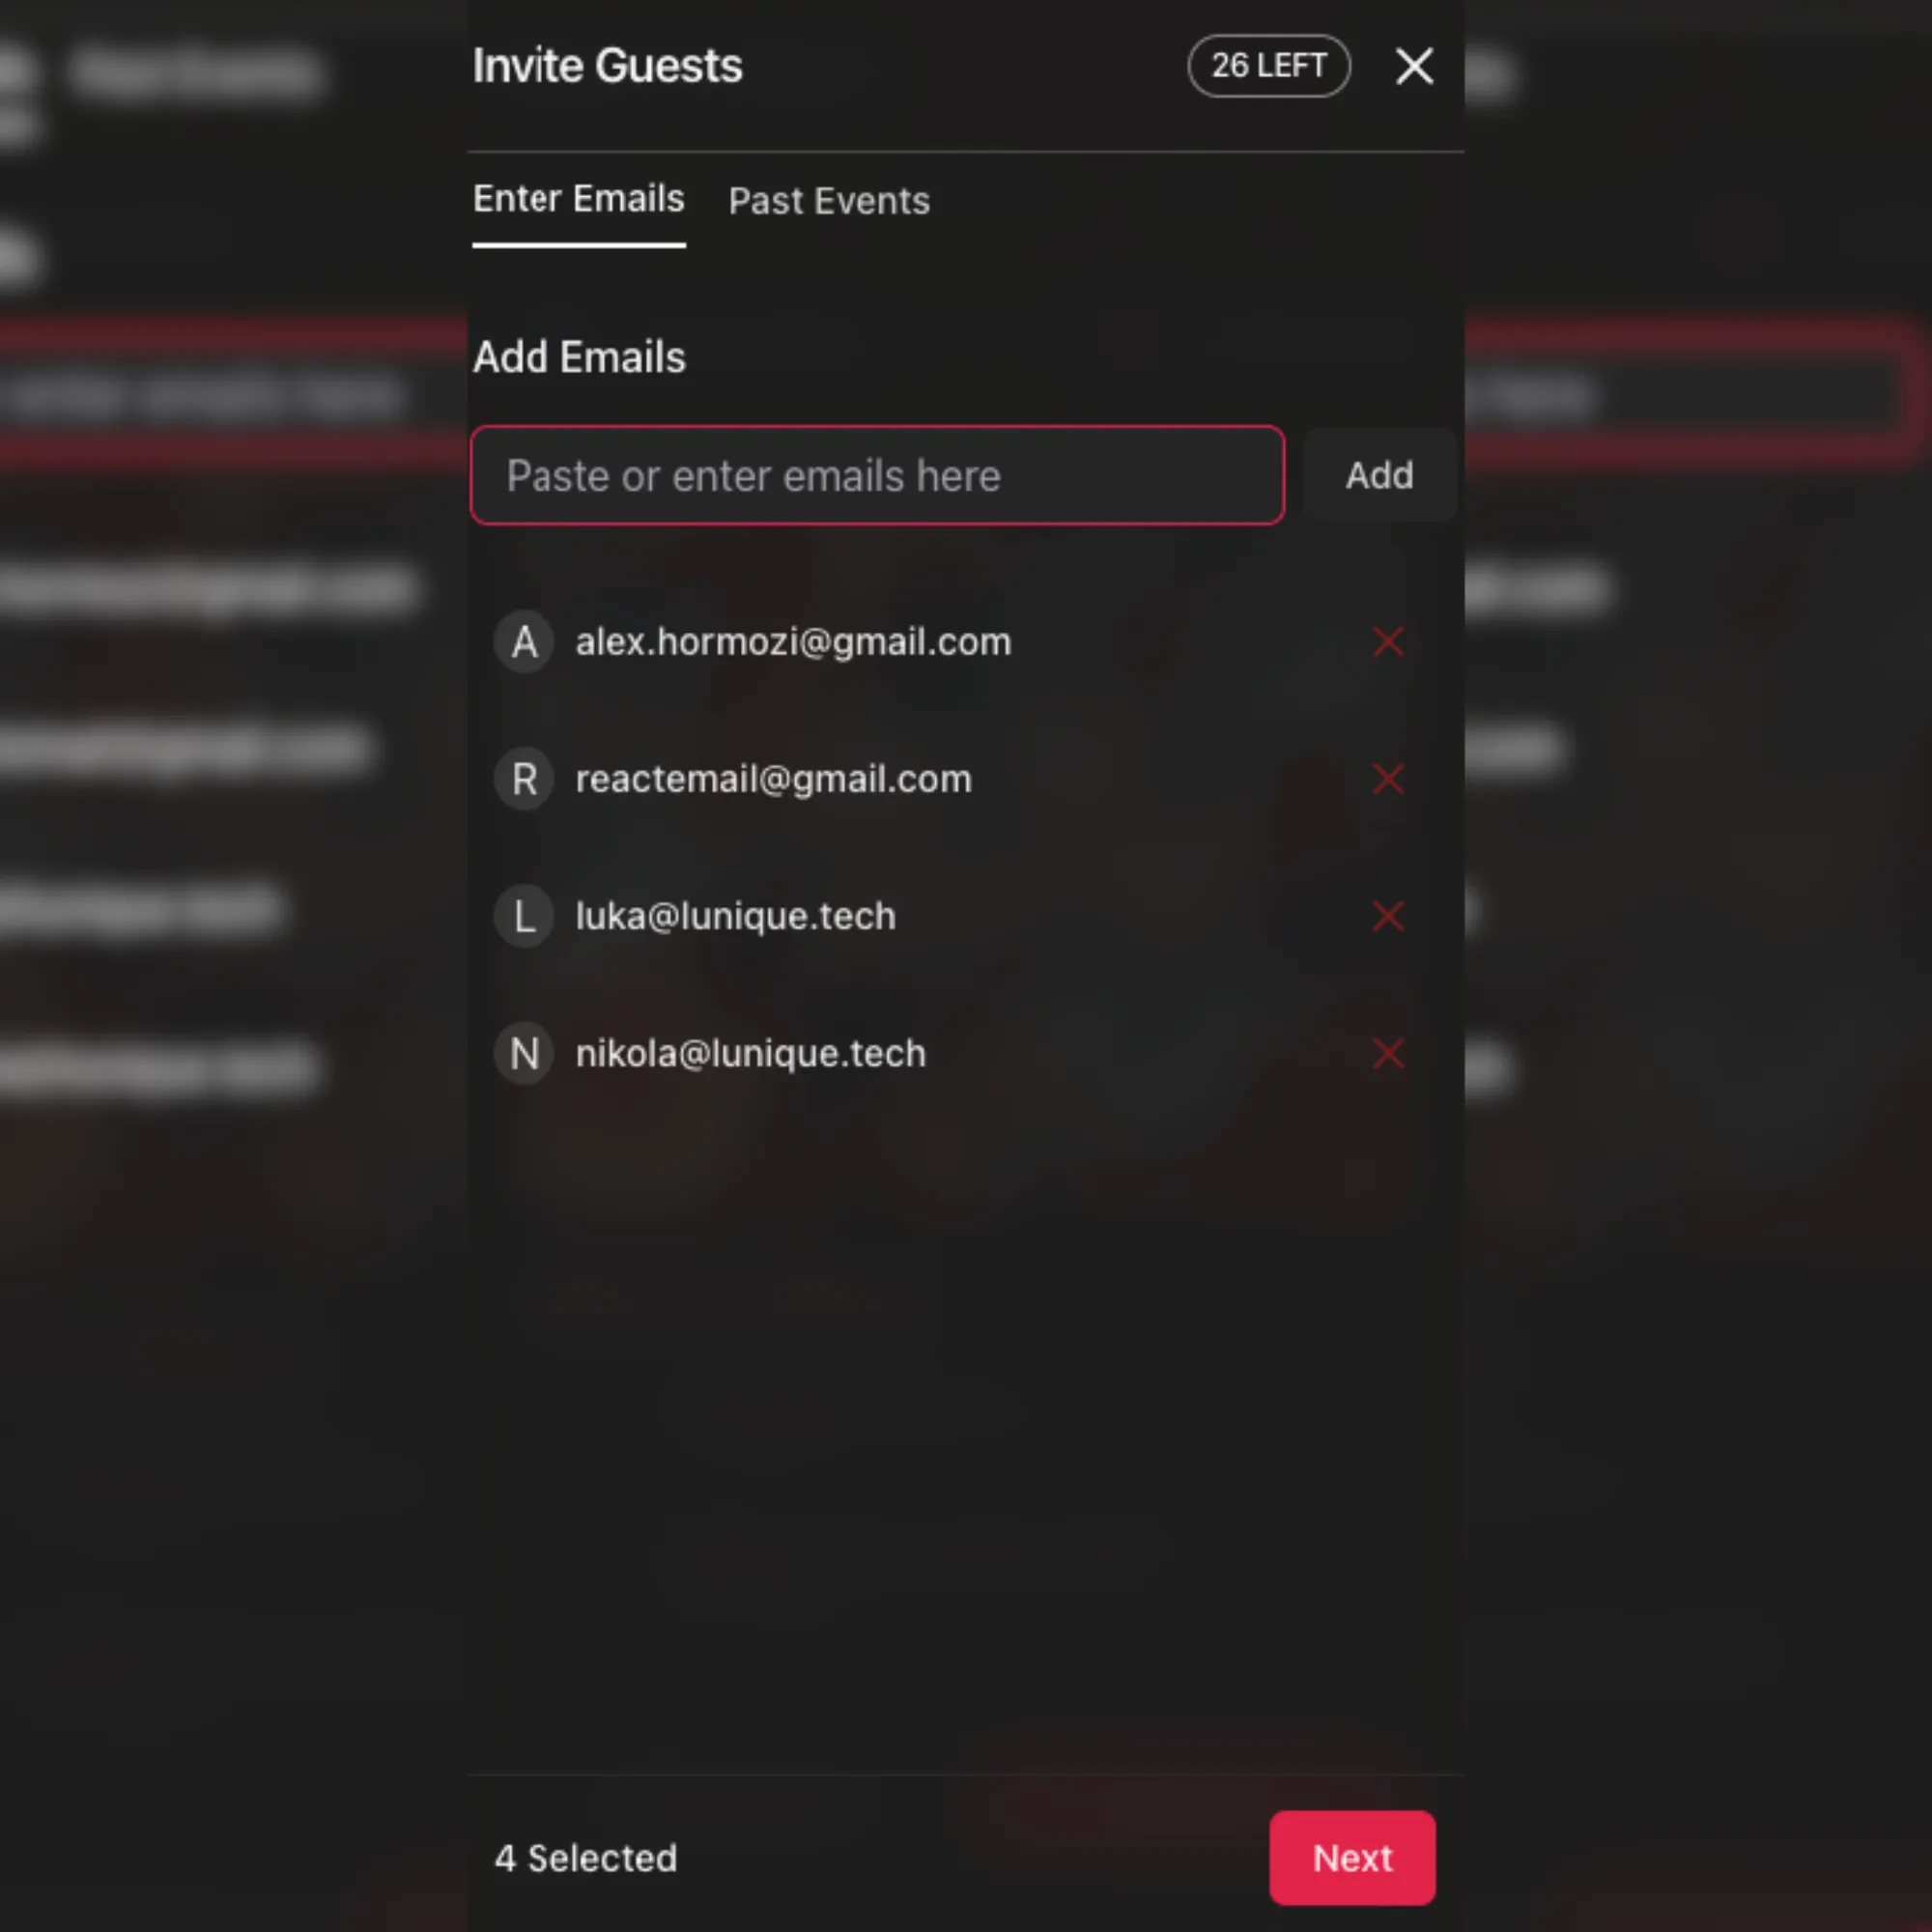 Invite Guests
26 LEFT
Enter Emails
Past Events
Add Emails
Paste or enter emails here
Add
A
alex.hormozi@gmail.com
R
reactemail@gmail.com
L
luka@lunique.tech
N
nikola@lunique.tech
4 Selected
Next